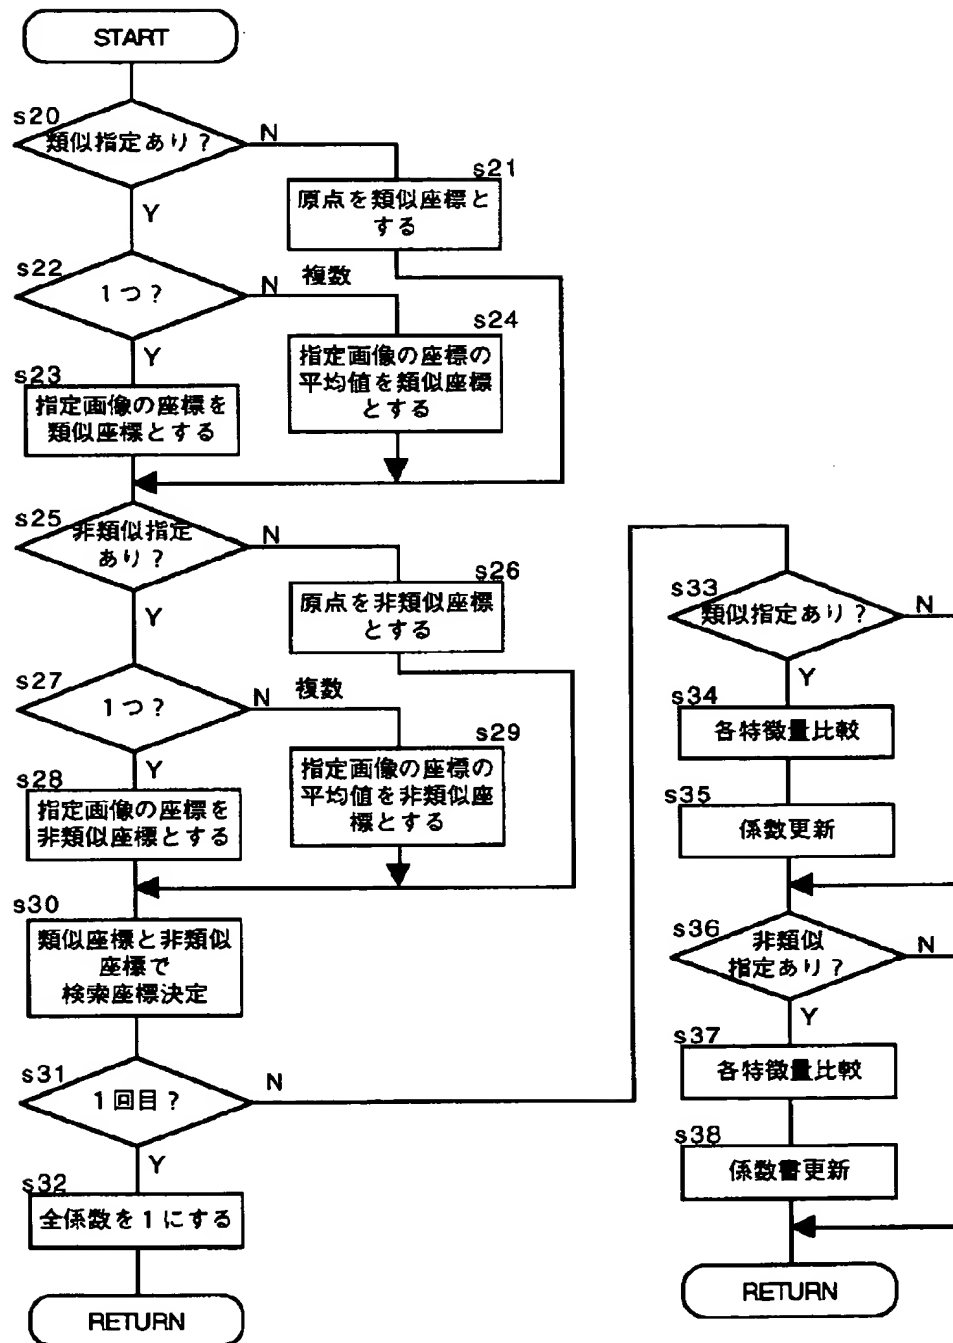 START
s20
類似指定あり？
N
Y
s21
原点を類似座標と
する
s22
1つ？
N
複数
Y
s24
指定画像の座標の
平均値を類似座標
とする
s23
指定画像の座標を
類似座標とする
s25
非類似指定
あり？
N
Y
s26
原点を非類似座標
とする
s27
1つ？
N
複数
Y
s29
指定画像の座標の
平均値を非類似座
標とする
s28
指定画像の座標を
非類似座標とする
s30
類似座標と非類似
座標で
検索座標決定
s31
1回目？
N
Y
s32
全係数を1にする
RETURN
s33
類似指定あり？
N
Y
s34
各特徴量比較
s35
係数更新
s36
非類似
指定あり？
N
Y
s37
各特徴量比較
s38
係数書更新
RETURN